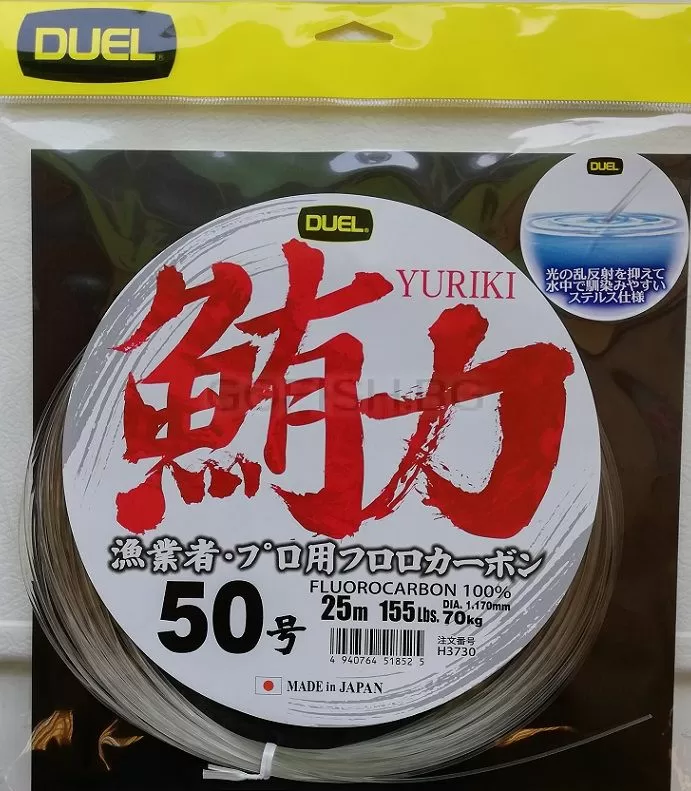 DUEL®
DUEL
光の乱反射を抑えて
水中で馴染みやすい
ステルス仕様
DUEL®
YURIKI
鮪力
漁業者・プロ用フロロカーボン
FLUOROCARBON 100%
50号 25m 155Lbs. DIA. 1.170mm 70kg
注文番号
H3730
4 940764 51852 5
MADE in JAPAN